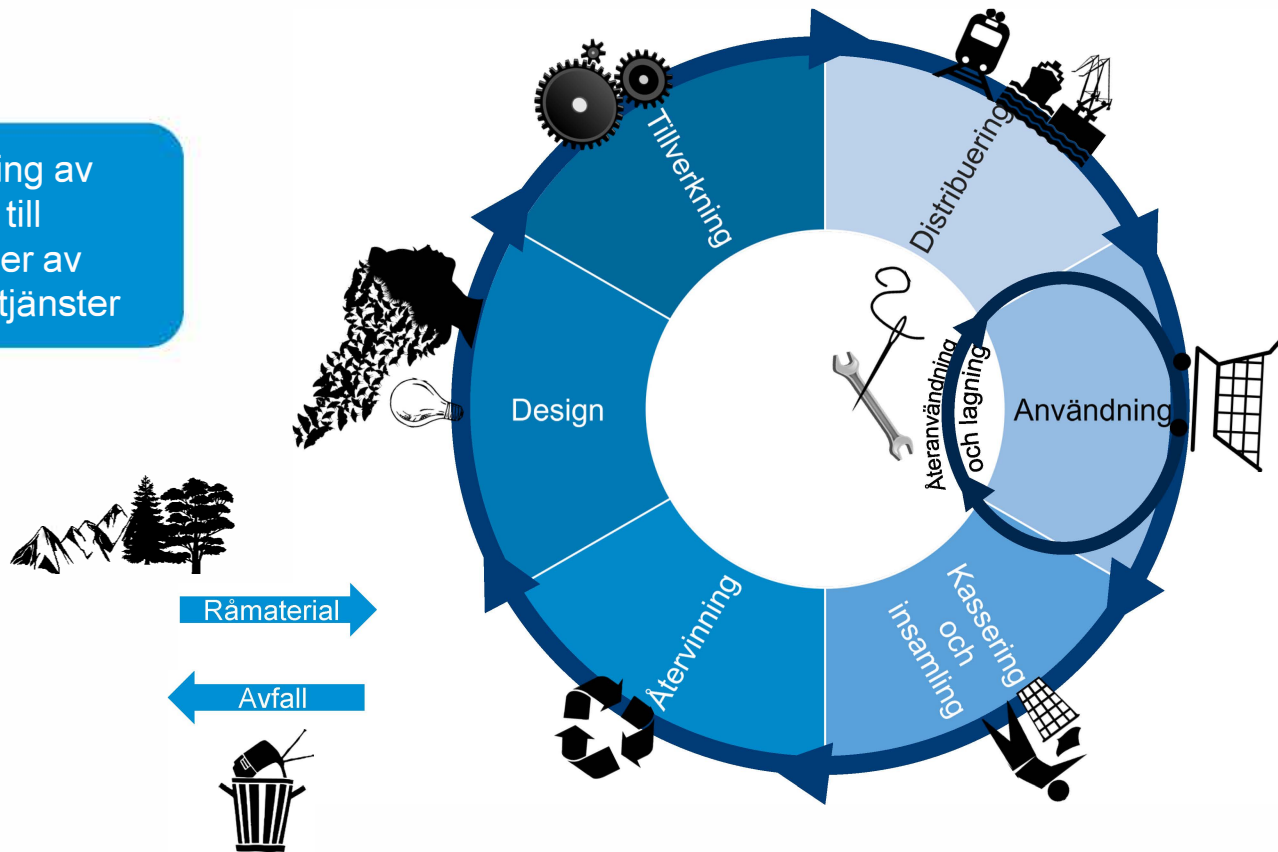 ing av
till
er av
tjänster
Tillverkning
Distribuering
Design
Återanvändning
och lagning
Användning
Råmaterial
Återvinning
Kassering
och
insamling
Avfall